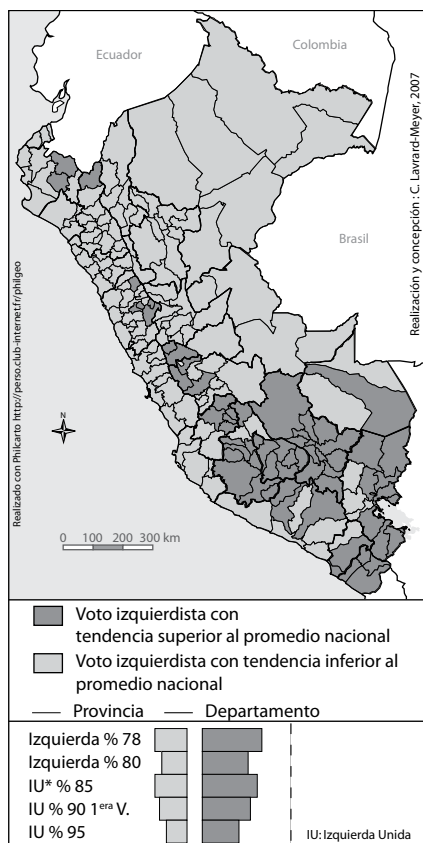 Ecuador
Colombia
Realización y concepción : C. Lavrard-Meyer, 2007
Brasil
Realizado con Philcarto http://perso.club-internet.fr/philgeo
N
0 100 200 300 km
Voto izquierdista con
tendencia superior al promedio nacional
Voto izquierdista con tendencia inferior al
promedio nacional
Provincia
Departamento
Izquierda % 78
Izquierda % 80
IU* % 85
IU % 90 1era V.
IU % 95
IU: Izquierda Unida